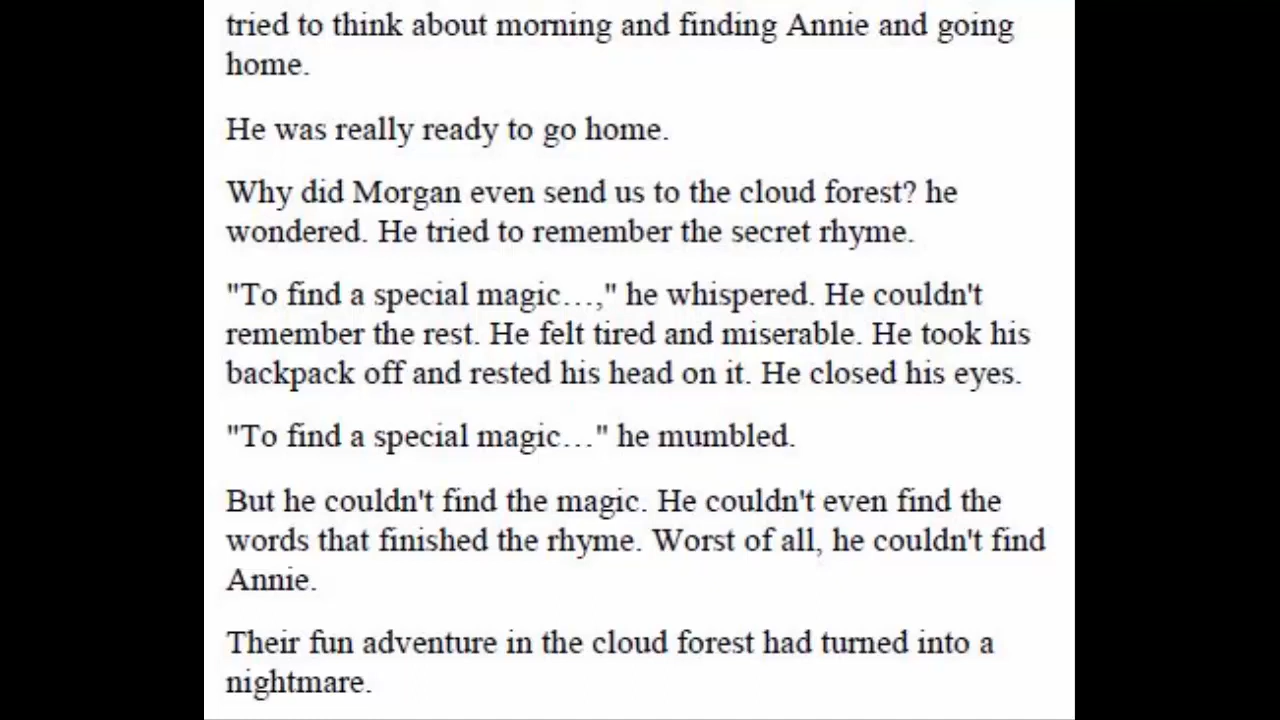 tried to think about morning and finding Annie and going
home.
He was really ready to go home.
Why did Morgan even send us to the cloud forest? he
wondered. He tried to remember the secret rhyme.
"To find a special magic…," he whispered. He couldn't
remember the rest. He felt tired and miserable. He took his
backpack off and rested his head on it. He closed his eyes.
"To find a special magic…" he mumbled.
But he couldn't find the magic. He couldn't even find the
words that finished the rhyme. Worst of all, he couldn't find
Annie.
Their fun adventure in the cloud forest had turned into a
nightmare.